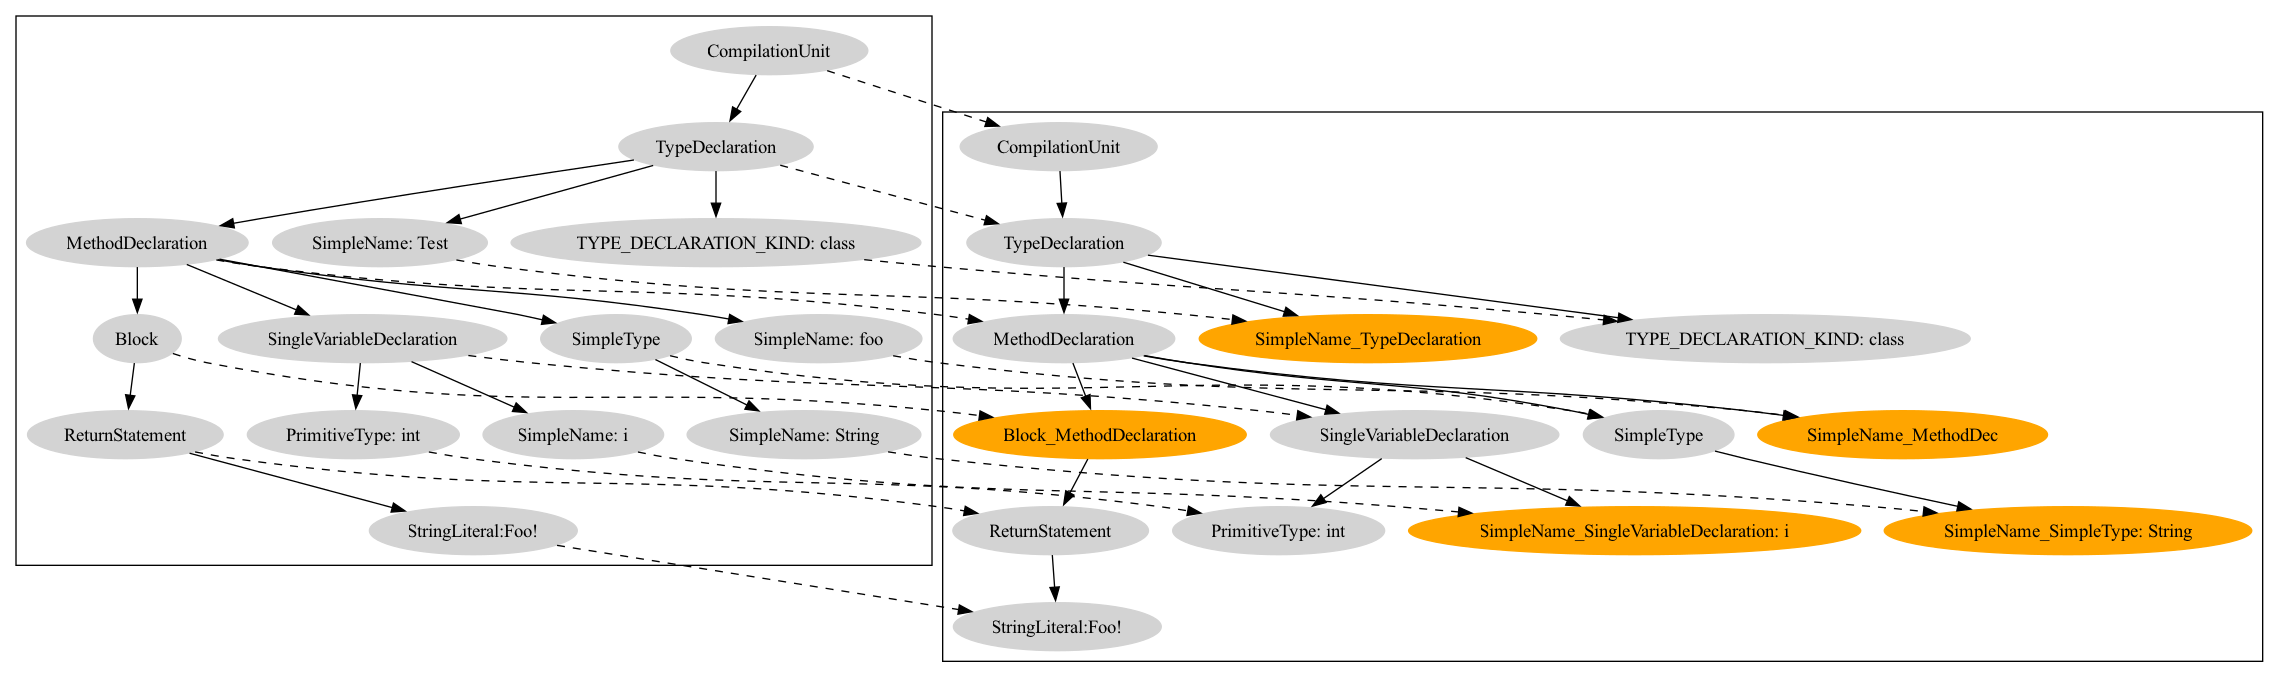 CompilationUnit
TypeDeclaration
MethodDeclaration
SimpleName: Test
TYPE_DECLARATION_KIND: class
Block
SingleVariableDeclaration
SimpleType
SimpleName: foo
ReturnStatement
PrimitiveType: int
SimpleName: i
SimpleName: String
StringLiteral:Foo!
CompilationUnit
TypeDeclaration
MethodDeclaration
SimpleName_TypeDeclaration
TYPE_DECLARATION_KIND: class
Block_MethodDeclaration
SingleVariableDeclaration
SimpleType
SimpleName_MethodDec
ReturnStatement
PrimitiveType: int
SimpleName_SingleVariableDeclaration: i
SimpleName_SimpleType: String
StringLiteral:Foo!